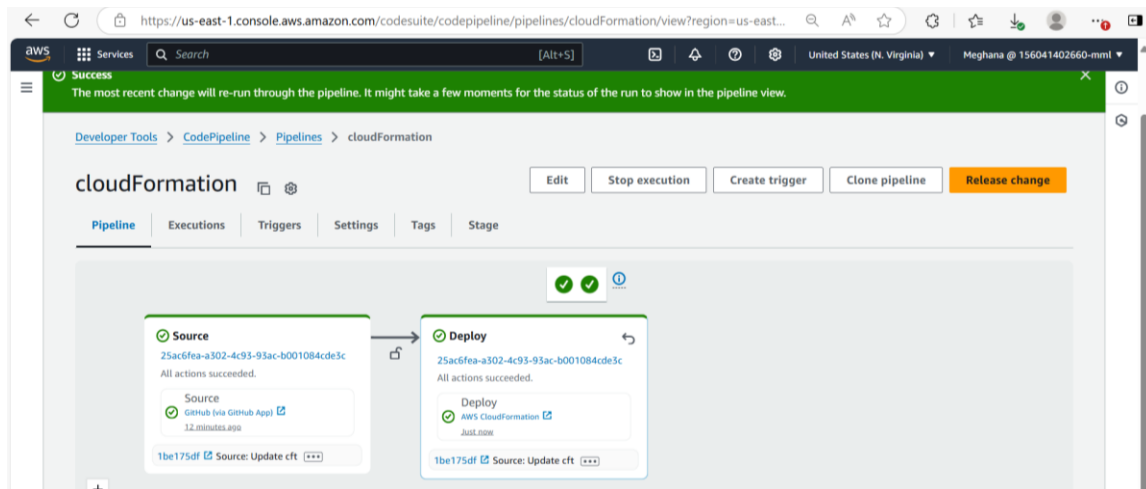 https://us-east-1.console.aws.amazon.com/codesuite/codepipeline/pipelines/cloudFormation/view?region=us-east...
aws Services Search [Alt+S] United States (N. Virginia) ▼ Meghana @ 156041402660-mml ▼
Success
The most recent change will re-run through the pipeline. It might take a few moments for the status of the run to show in the pipeline view.
Developer Tools > CodePipeline > Pipelines > cloudFormation
cloudFormation Edit Stop execution Create trigger Clone pipeline Release change
Pipeline Executions Triggers Settings Tags Stage
Source
25ac6fea-a302-4c93-93ac-b001084cde3c
All actions succeeded.
Source
GitHub (via GitHub App)
12 minutes ago
1be175df Source: Update cft
Deploy
25ac6fea-a302-4c93-93ac-b001084cde3c
All actions succeeded.
Deploy
AWS CloudFormation
Just now
1be175df Source: Update cft